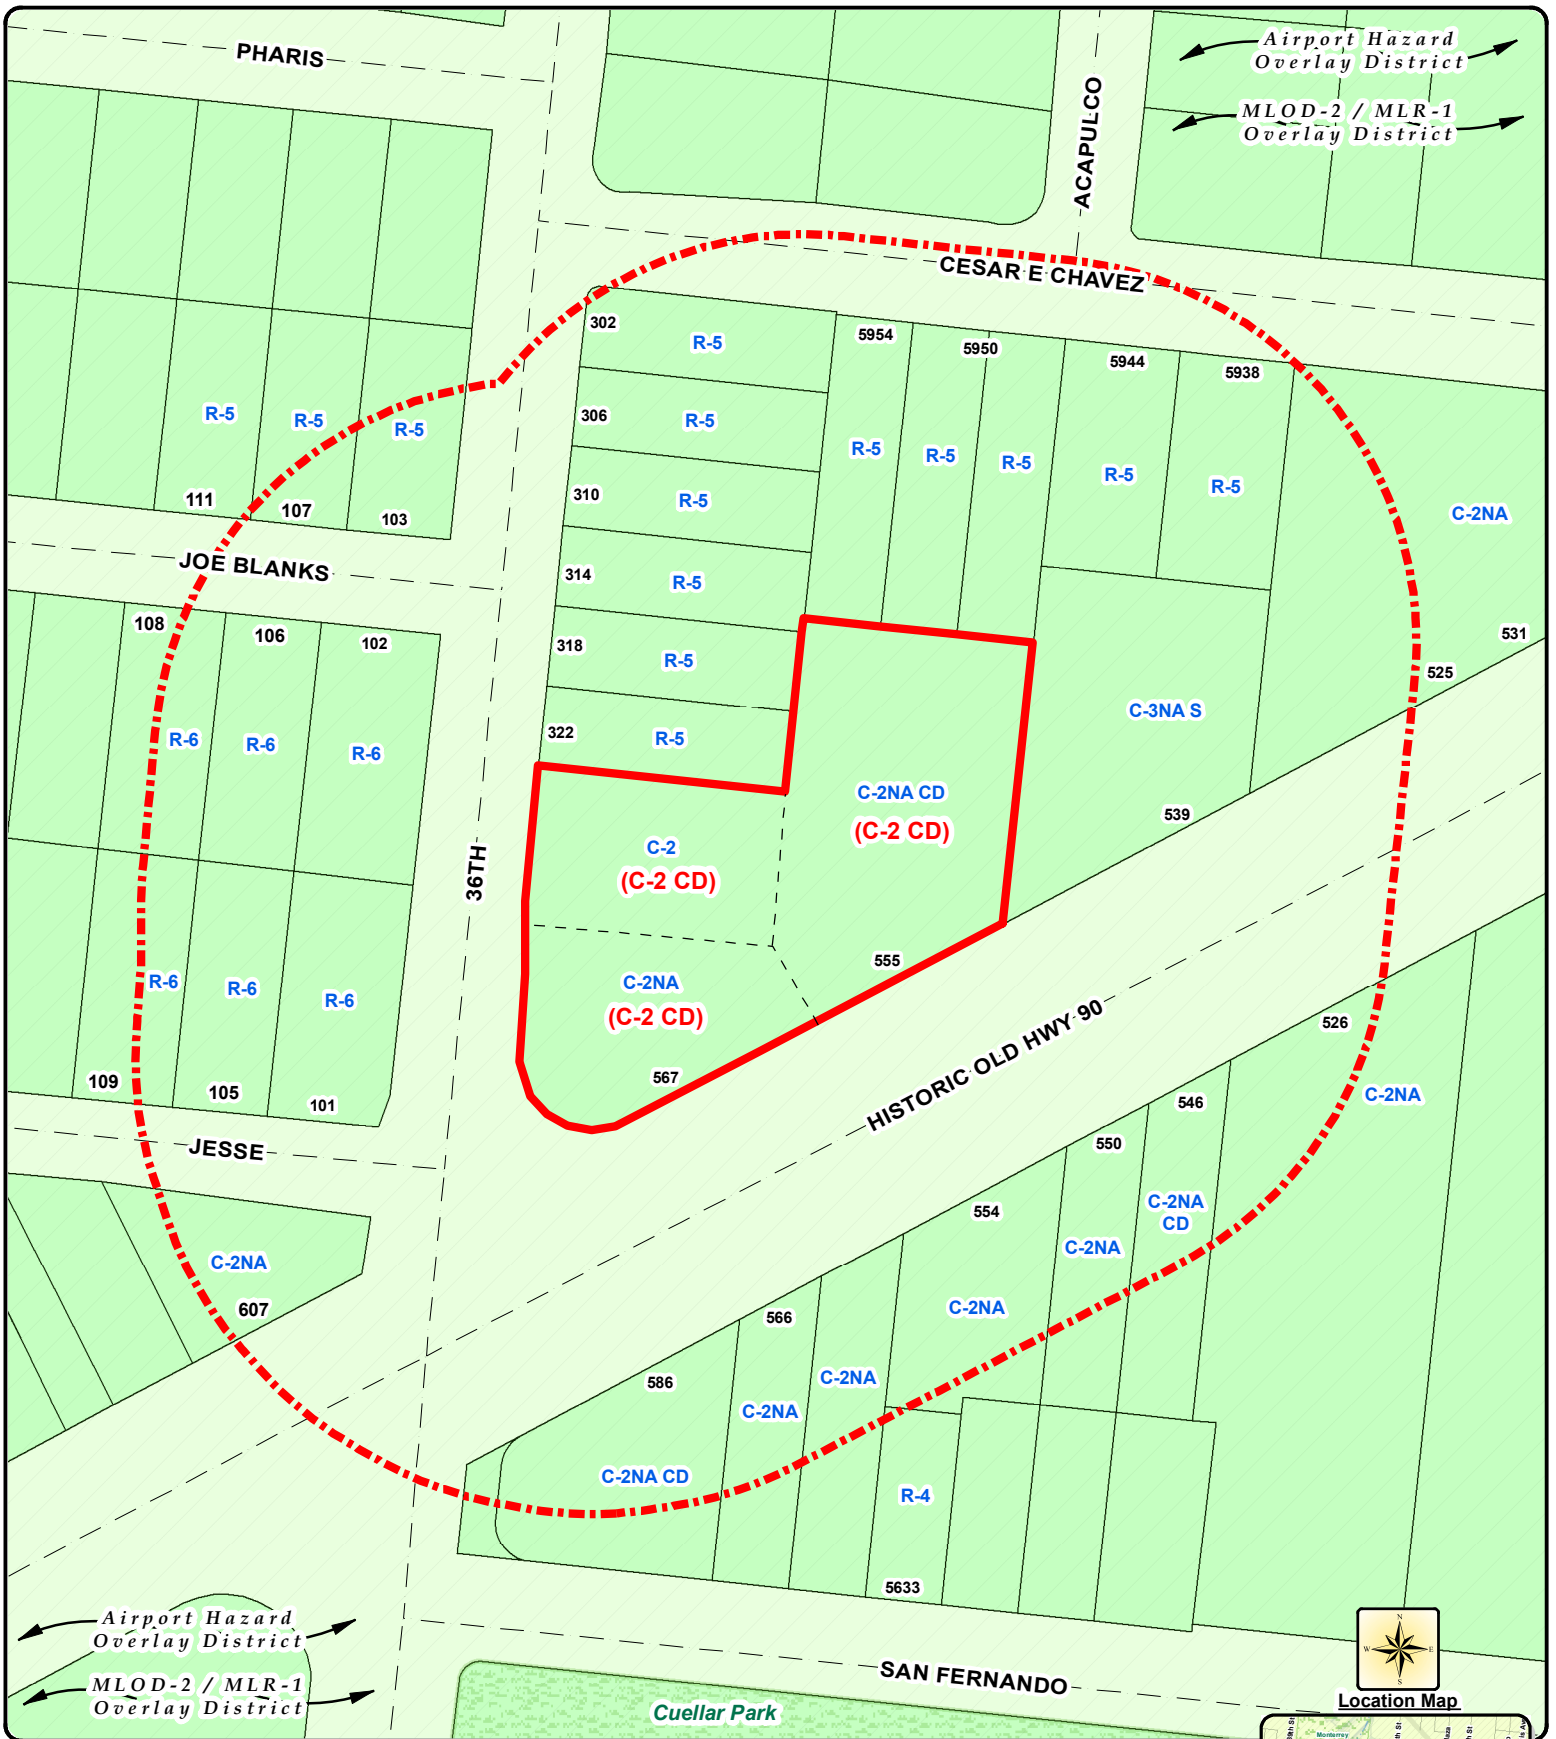 PHARIS
ACAPULCO
Airport Hazard
Overlay District
MLOD-2 / MLR-1
Overlay District
CESAR E CHAVEZ
302
R-5
5954
5950
5944
5938
306
R-5
R-5
R-5
R-5
R-5
R-5
R-5
R-5
R-5
R-5
310
R-5
111
107
103
C-2NA
JOE BLANKS
314
R-5
108
106
102
318
R-5
531
525
C-3NA S
322
R-5
R-6
R-6
R-6
C-2NA CD
(C-2 CD)
539
36TH
C-2
(C-2 CD)
555
R-6
R-6
R-6
C-2NA
(C-2 CD)
HISTORIC OLD HWY 90
526
567
109
105
101
C-2NA
546
550
JESSE
554
C-2NA
CD
C-2NA
C-2NA
607
C-2NA
566
586
C-2NA
C-2NA
C-2NA CD
R-4
5633
Airport Hazard
Overlay District
MLOD-2 / MLR-1
Overlay District
SAN FERNANDO
Cuellar Park
N
W
E
S
Location Map
Monterrey